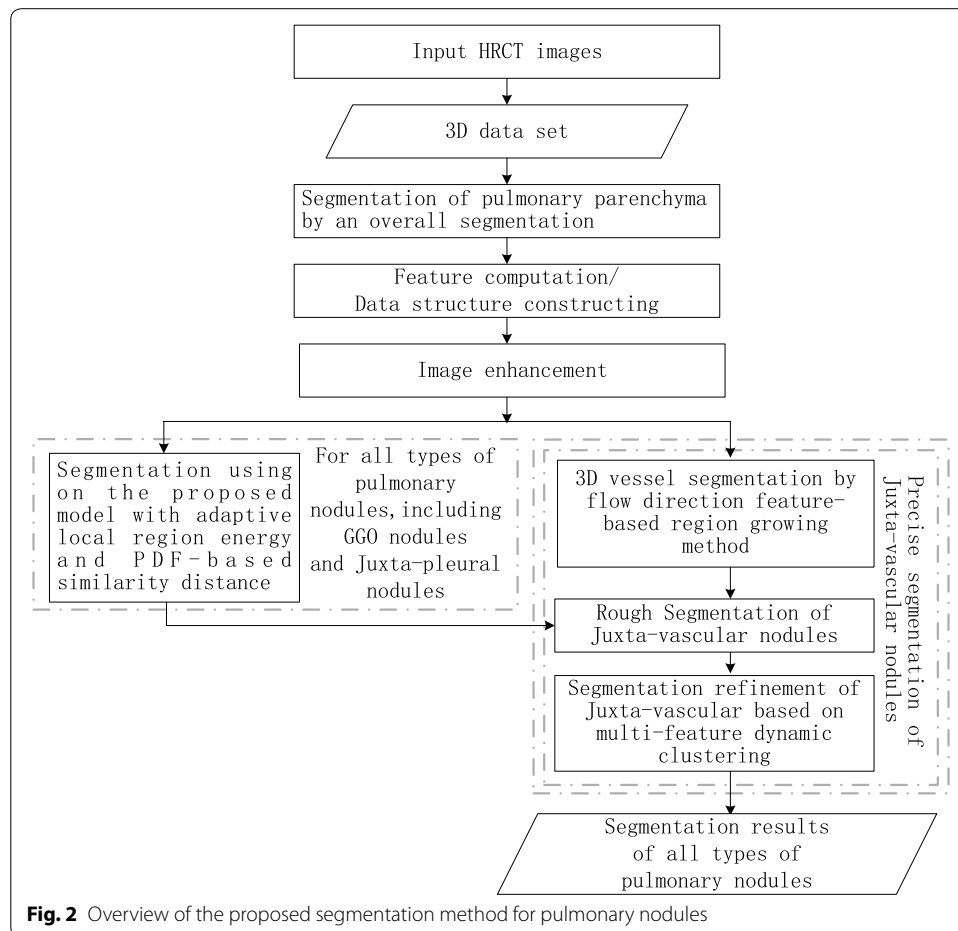 Input HRCT images
3D data set
Segmentation of pulmonary parenchyma
by an overall segmentation
Feature computation/
Data structure constructing
Image enhancement
Segmentation using
on the proposed
model with adaptive
local region energy
and PDF-based
similarity distance
For all types of
pulmonary
nodules, including
GGO nodules
and Juxta-pleural
nodules
3D vessel segmentation by
flow direction feature-
based region growing
method
Rough Segmentation of
Juxta-vascular nodules
Segmentation refinement of
Juxta-vascular based on
multi-feature dynamic
clustering
Precise segmentation of
Juxta-vascular nodules
Segmentation results
of all types of
pulmonary nodules
Fig. 2 Overview of the proposed segmentation method for pulmonary nodules